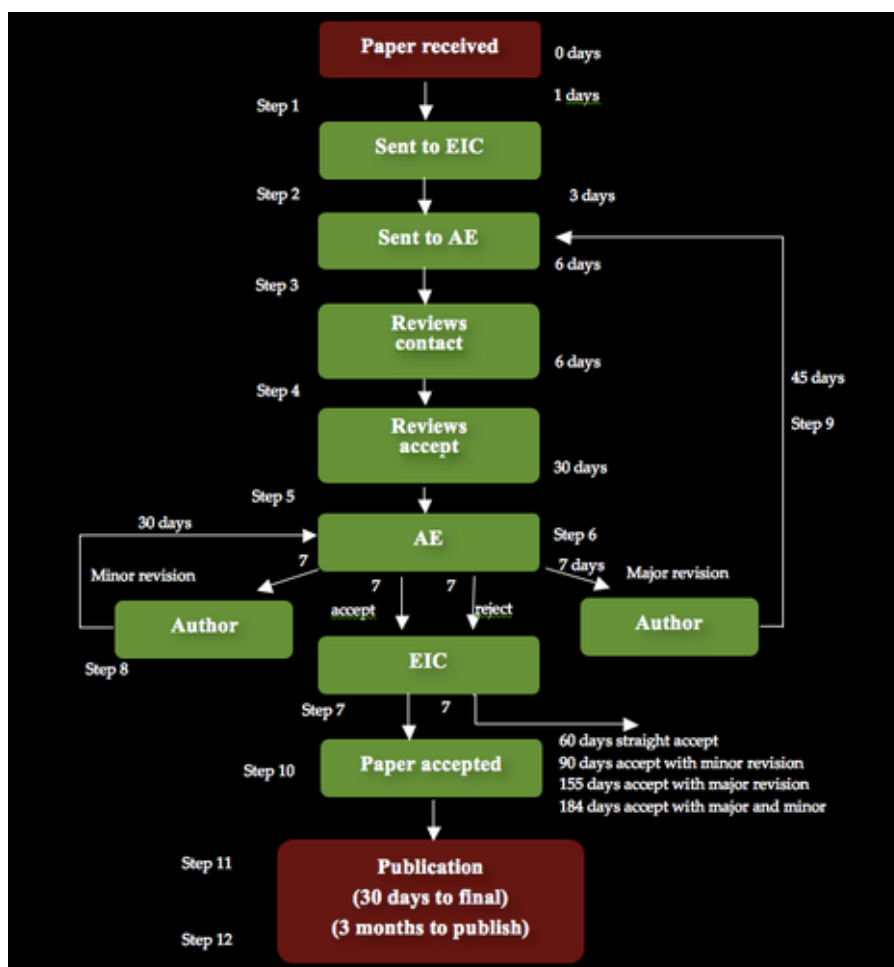 Paper received
0 days
1 days
Step 1
Sent to EIC
Step 2
3 days
Sent to AE
6 days
Step 3
Reviews
contact
6 days
45 days
Step 4
Step 9
Reviews
accept
30 days
Step 5
30 days
AE
Step 6
7
7 days
Minor revision
Major revision
7
7
accept
reject
Author
Author
EIC
Step 8
Step 7
7
60 days straight accept
90 days accept with minor revision
155 days accept with major revision
184 days accept with major and minor
Paper accepted
Step 10
Step 11
Publication
(30 days to final)
(3 months to publish)
Step 12